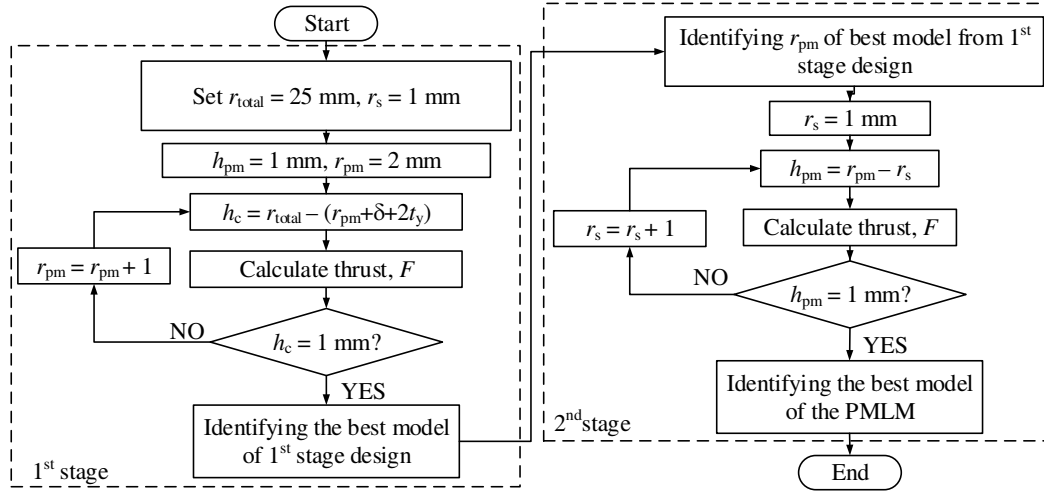 Start
Set r_total = 25 mm, r_s = 1 mm
h_pm = 1 mm, r_pm = 2 mm
h_c = r_total – (r_pm+δ+2t_y)
r_pm = r_pm + 1
Calculate thrust, F
NO
h_c = 1 mm?
YES
Identifying the best model
of 1st stage design
1st stage
Identifying r_pm of best model from 1st
stage design
r_s = 1 mm
h_pm = r_pm – r_s
r_s = r_s + 1
Calculate thrust, F
NO
h_pm = 1 mm?
YES
Identifying the best model
of the PMLM
2nd stage
End